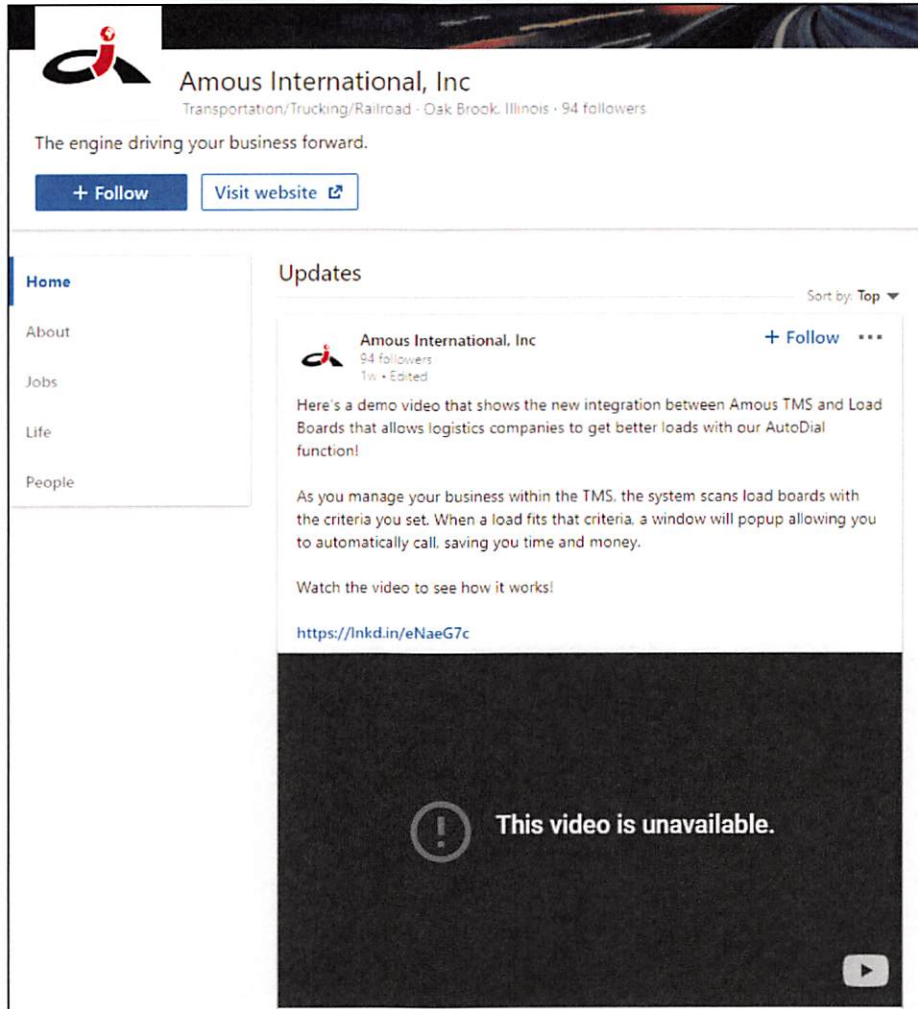 Amous International, Inc
Transportation/Trucking/Railroad · Oak Brook, Illinois · 94 followers
The engine driving your business forward.
+ Follow
Visit website
Home
About
Jobs
Life
People
Updates
Sort by: Top
Amous International, Inc
+ Follow
94 followers
1w • Edited
Here's a demo video that shows the new integration between Amous TMS and Load
Boards that allows logistics companies to get better loads with our AutoDial
function!
As you manage your business within the TMS, the system scans load boards with
the criteria you set. When a load fits that criteria, a window will popup allowing you
to automatically call, saving you time and money.
Watch the video to see how it works!
https://lnkd.in/eNaeG7c
This video is unavailable.